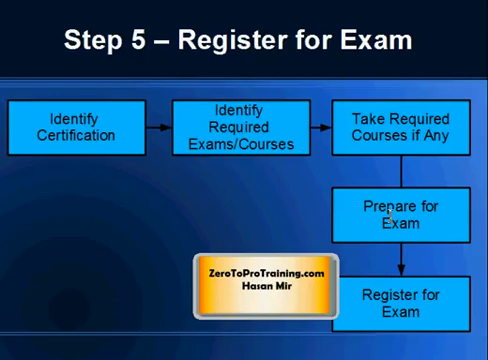 Step 5 – Register for Exam
Identify
Certification
Identify
Required
Exams/Courses
Take Required
Courses if Any
Prepare for
Exam
ZeroToProTraining.com
Hasan Mir
Register for
Exam